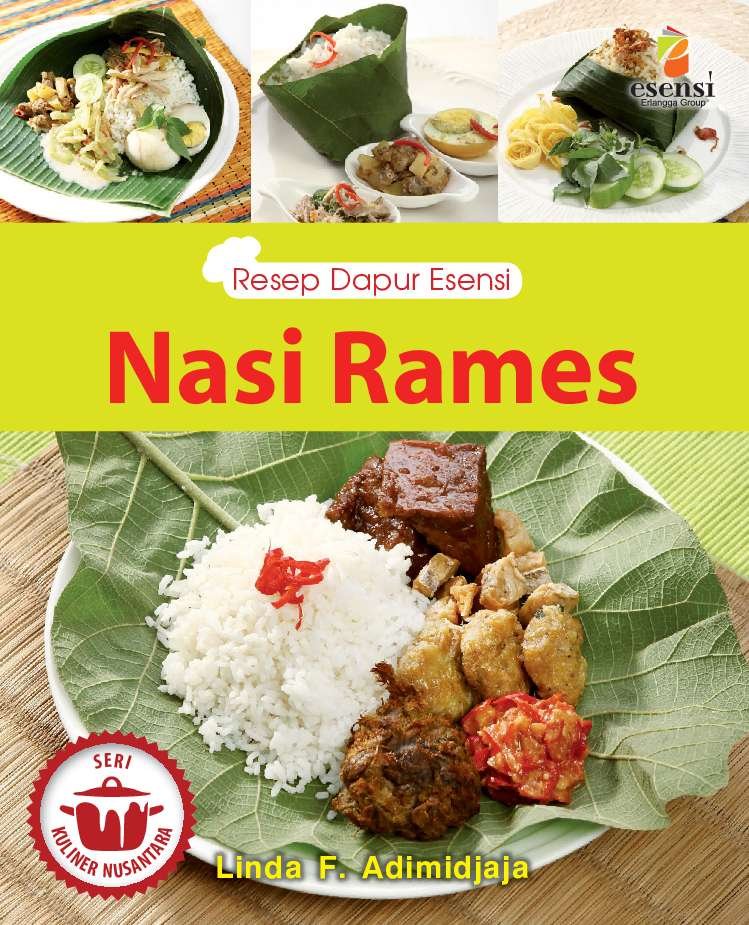 esensi
Erlangga Group
Resep Dapur Esensi
Nasi Rames
SERI
KULINER NUSANTARA
Linda F. Adimidjaja